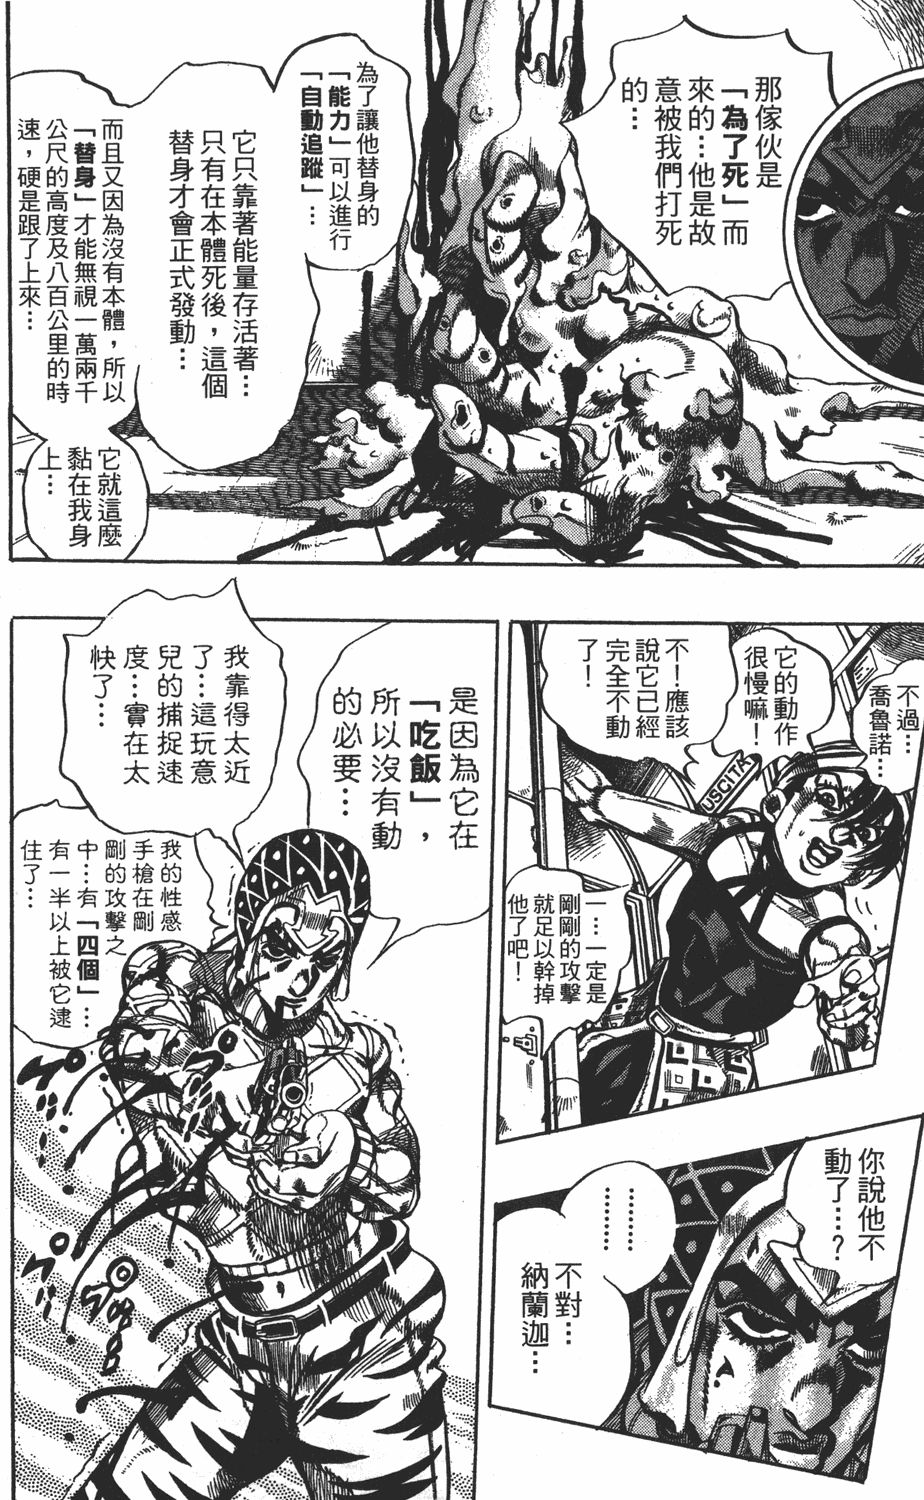 那傢伙是
「為了死」而
來的…他是故
意被我們打死
的…
為了讓他替身的
「能力」可以進行
「自動追蹤」…
它只靠著能量存活著…
只有在本體死後，這個
替身才會正式發動…
而且又因為沒有本體，所以
「替身」才能無視一萬兩千
公尺的高度及八百公里的時
速，硬是跟了上來…
它就這麼
黏在我身
上…
不過…
喬魯諾…
它的動作
很慢嘛！
不！應該
說它已經
完全不動
了！
USCITA
一…一定是
剛剛的攻擊
就足以幹掉
他了吧！
你說他不
動了…?
………
………
不對…
納蘭迦…
是因為它在
「吃飯」，
所以沒有動
的必要…
我靠得太近
了…這玩意
兒的捕捉速
度…實在太
快了…
我的性感
手槍在剛
剛的攻擊之
中…有「四個」…
有一半以上被它逮
住了…